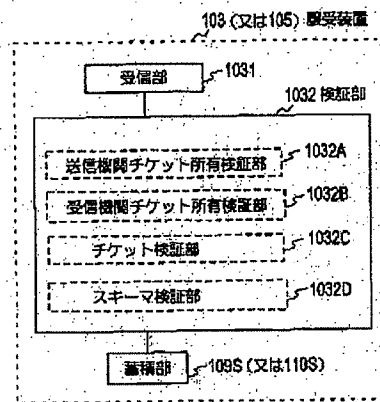 103(又は105)譲受装置
受信部 1031
1032 検証部
送信機関チケット所有検証部 1032A
受信機関チケット所有検証部 1032B
チケット検証部 1032C
スキーマ検証部 1032D
蓄積部 109S(又は110S)